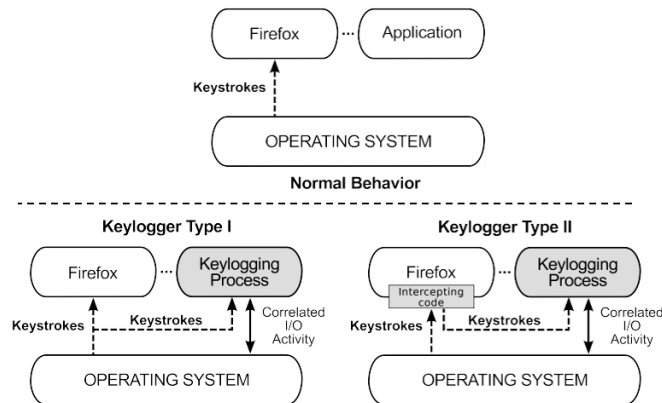 Firefox ... Application
Keystrokes
OPERATING SYSTEM
Normal Behavior
Keylogger Type I
Firefox ... Keylogging
Process
Keystrokes Keystrokes Correlated
I/O
Activity
OPERATING SYSTEM
Keylogger Type II
Firefox ... Keylogging
Process
Intercepting
code
Keystrokes Keystrokes Correlated
I/O
Activity
OPERATING SYSTEM